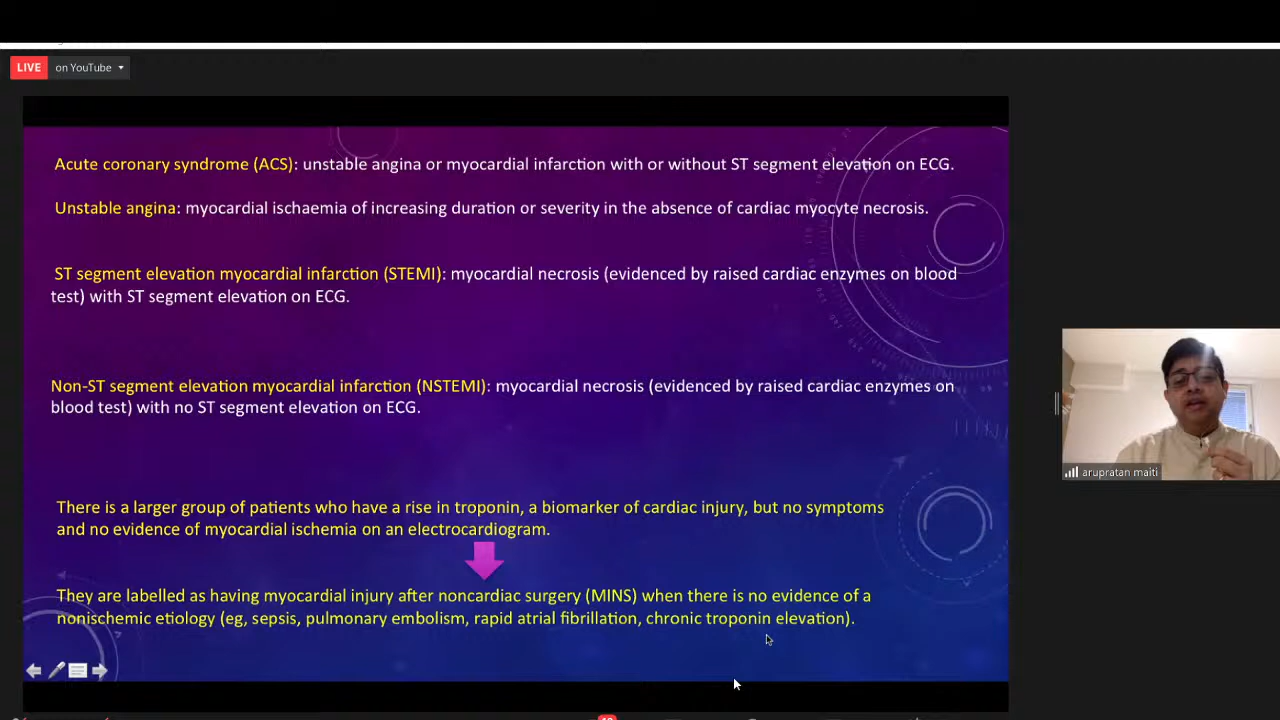 LIVE on YouTube
Acute coronary syndrome (ACS): unstable angina or myocardial infarction with or without ST segment elevation on ECG.
Unstable angina: myocardial ischaemia of increasing duration or severity in the absence of cardiac myocyte necrosis.
ST segment elevation myocardial infarction (STEMI): myocardial necrosis (evidenced by raised cardiac enzymes on blood
test) with ST segment elevation on ECG.
Non-ST segment elevation myocardial infarction (NSTEMI): myocardial necrosis (evidenced by raised cardiac enzymes on
blood test) with no ST segment elevation on ECG.
There is a larger group of patients who have a rise in troponin, a biomarker of cardiac injury, but no symptoms
and no evidence of myocardial ischemia on an electrocardiogram.
They are labelled as having myocardial injury after noncardiac surgery (MINS) when there is no evidence of a
nonischemic etiology (eg, sepsis, pulmonary embolism, rapid atrial fibrillation, chronic troponin elevation).
arupratan maiti